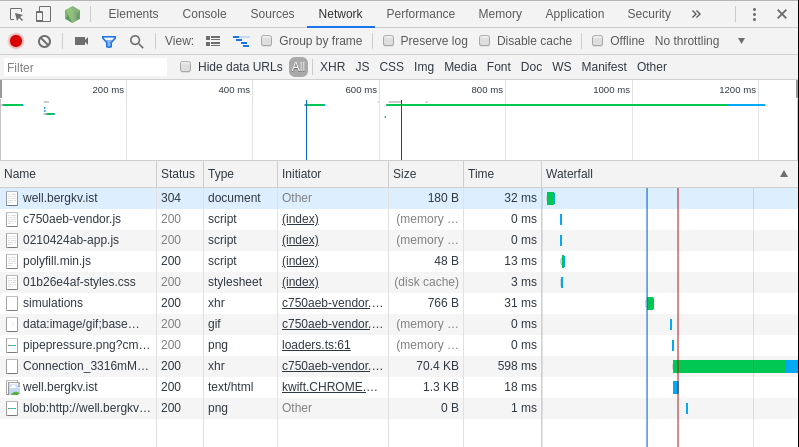 Elements Console Sources Network Performance Memory Application Security »
View: Group by frame Preserve log Disable cache Offline No throttling
Filter Hide data URLs All XHR JS CSS Img Media Font Doc WS Manifest Other
200 ms 400 ms 600 ms 800 ms 1000 ms 1200 ms
Name Status Type Initiator Size Time Waterfall
well.bergkv.ist 304 document Other 180 B 32 ms
c750aeb-vendor.js 200 script (index) (memory ... 0 ms
0210424ab-app.js 200 script (index) (memory ... 0 ms
polyfill.min.js 200 script (index) 48 B 13 ms
01b26e4af-styles.css 200 stylesheet (index) (disk cache) 3 ms
simulations 200 xhr c750aeb-vendor.... 766 B 31 ms
data:image/gif;base... 200 gif c750aeb-vendor.... (memory ... 0 ms
pipepressure.png?cm... 200 png loaders.ts:61 (memory ... 0 ms
Connection_3316mM... 200 xhr c750aeb-vendor.... 70.4 KB 598 ms
well.bergkv.ist 200 text/html kwift.CHROME.... 1.3 KB 18 ms
blob:http://well.bergkv... 200 png Other 0 B 1 ms